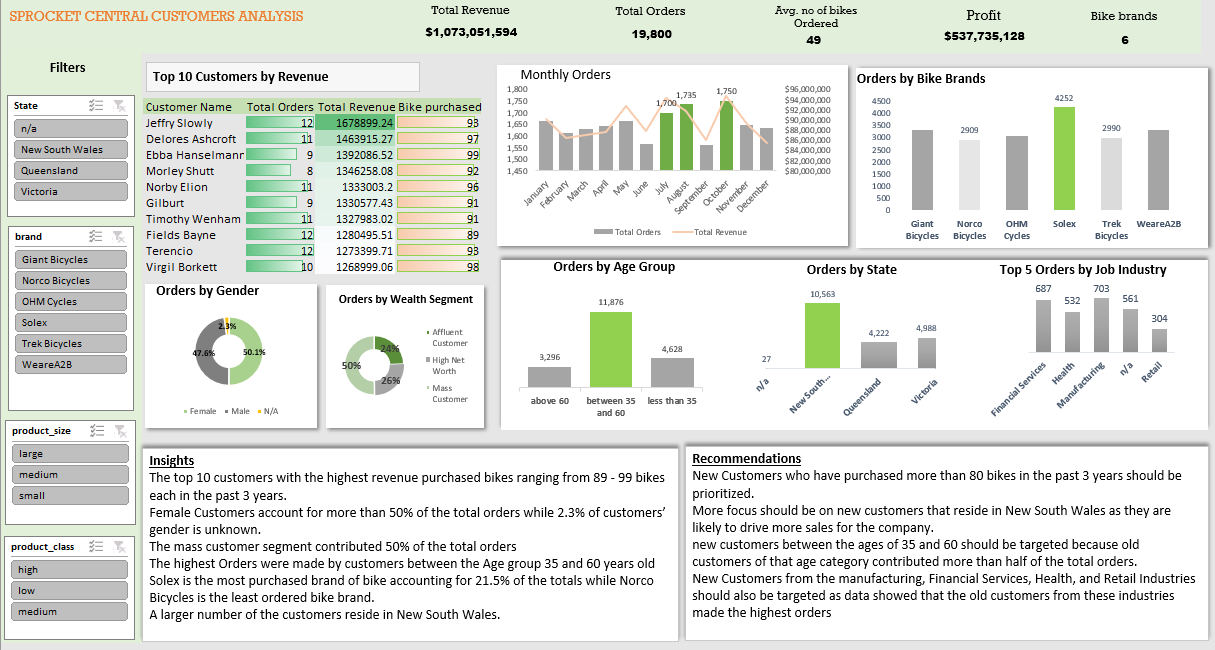 SPROCKET CENTRAL CUSTOMERS ANALYSIS
Total Revenue
$1,073,051,594
Total Orders
19,800
Avg. no of bikes
Ordered
49
Profit
$537,735,128
Bike brands
6
Filters
State
n/a
New South Wales
Queensland
Victoria
brand
Giant Bicycles
Norco Bicycles
OHM Cycles
Solex
Trek Bicycles
WeareA2B
product_size
large
medium
small
product_class
high
low
medium
Top 10 Customers by Revenue
Customer Name Total Orders Total Revenue Bike purchased
Jeffry Slowly 12 1678899.24 93
Delores Ashcroft 11 1463915.27 97
Ebba Hanselmann 9 1392086.52 99
Morley Shutt 8 1346258.08 92
Norby Elion 11 1333003.2 96
Gilburt 9 1330577.43 91
Timothy Wenham 11 1327983.02 91
Fields Bayne 12 1280495.51 89
Terencio 12 1273399.71 93
Virgil Borkett 10 1268999.06 98
Monthly Orders
1,800
1,750
1,700
1,650
1,600
1,550
1,500
1,450
1,700
1,735
1,750
$96,000,000
$94,000,000
$92,000,000
$90,000,000
$88,000,000
$86,000,000
$84,000,000
$82,000,000
$80,000,000
January
February
March
April
May
June
July
August
September
October
November
December
Total Orders
Total Revenue
Orders by Bike Brands
4500
4000
3500
3000
2500
2000
1500
1000
500
0
2909
4252
2990
Giant
Bicycles
Norco
Bicycles
OHM
Cycles
Solex
Trek
Bicycles
WeareA2B
Orders by Gender
2.3%
47.6%
50.1%
Female
Male
N/A
Orders by Wealth Segment
24%
50%
26%
Affluent
Customer
High Net
Worth
Mass
Customer
Orders by Age Group
3,296
11,876
4,628
above 60
between 35
and 60
less than 35
Orders by State
27
10,563
4,222
4,988
n/a
New South...
Queensland
Victoria
Top 5 Orders by Job Industry
687
532
703
561
304
Financial Services
Health
Manufacturing
n/a
Retail
Insights
The top 10 customers with the highest revenue purchased bikes ranging from 89 - 99 bikes
each in the past 3 years.
Female Customers account for more than 50% of the total orders while 2.3% of customers’
gender is unknown.
The mass customer segment contributed 50% of the total orders
The highest Orders were made by customers between the Age group 35 and 60 years old
Solex is the most purchased brand of bike accounting for 21.5% of the totals while Norco
Bicycles is the least ordered bike brand.
A larger number of the customers reside in New South Wales.
Recommendations
New Customers who have purchased more than 80 bikes in the past 3 years should be
prioritized.
More focus should be on new customers that reside in New South Wales as they are
likely to drive more sales for the company.
new customers between the ages of 35 and 60 should be targeted because old
customers of that age category contributed more than half of the total orders.
New Customers from the manufacturing, Financial Services, Health, and Retail Industries
should also be targeted as data showed that the old customers from these industries
made the highest orders